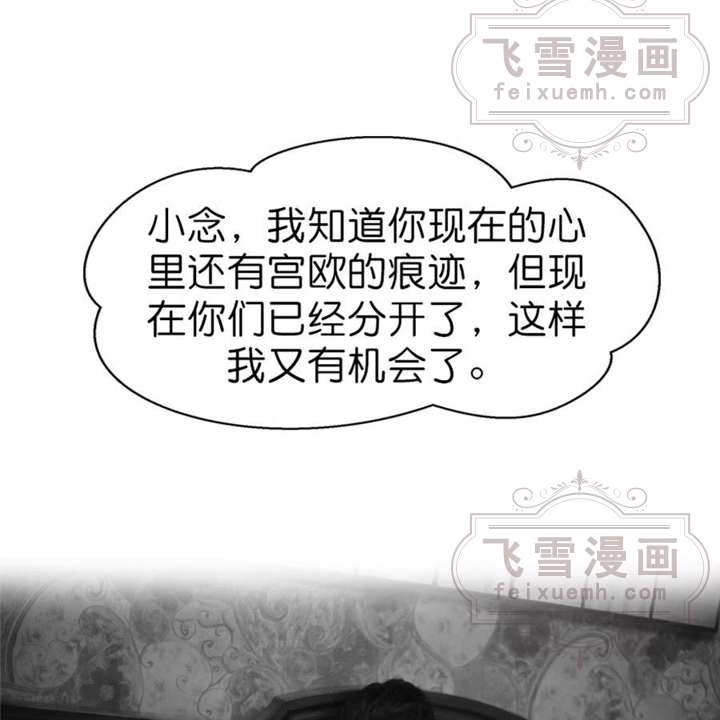 飞雪漫画
feixuemh.com
小念，我知道你现在的心
里还有宫欧的痕迹，但现
在你们已经分开了，这样
我又有机会了。
飞雪漫画
feixuemh.com